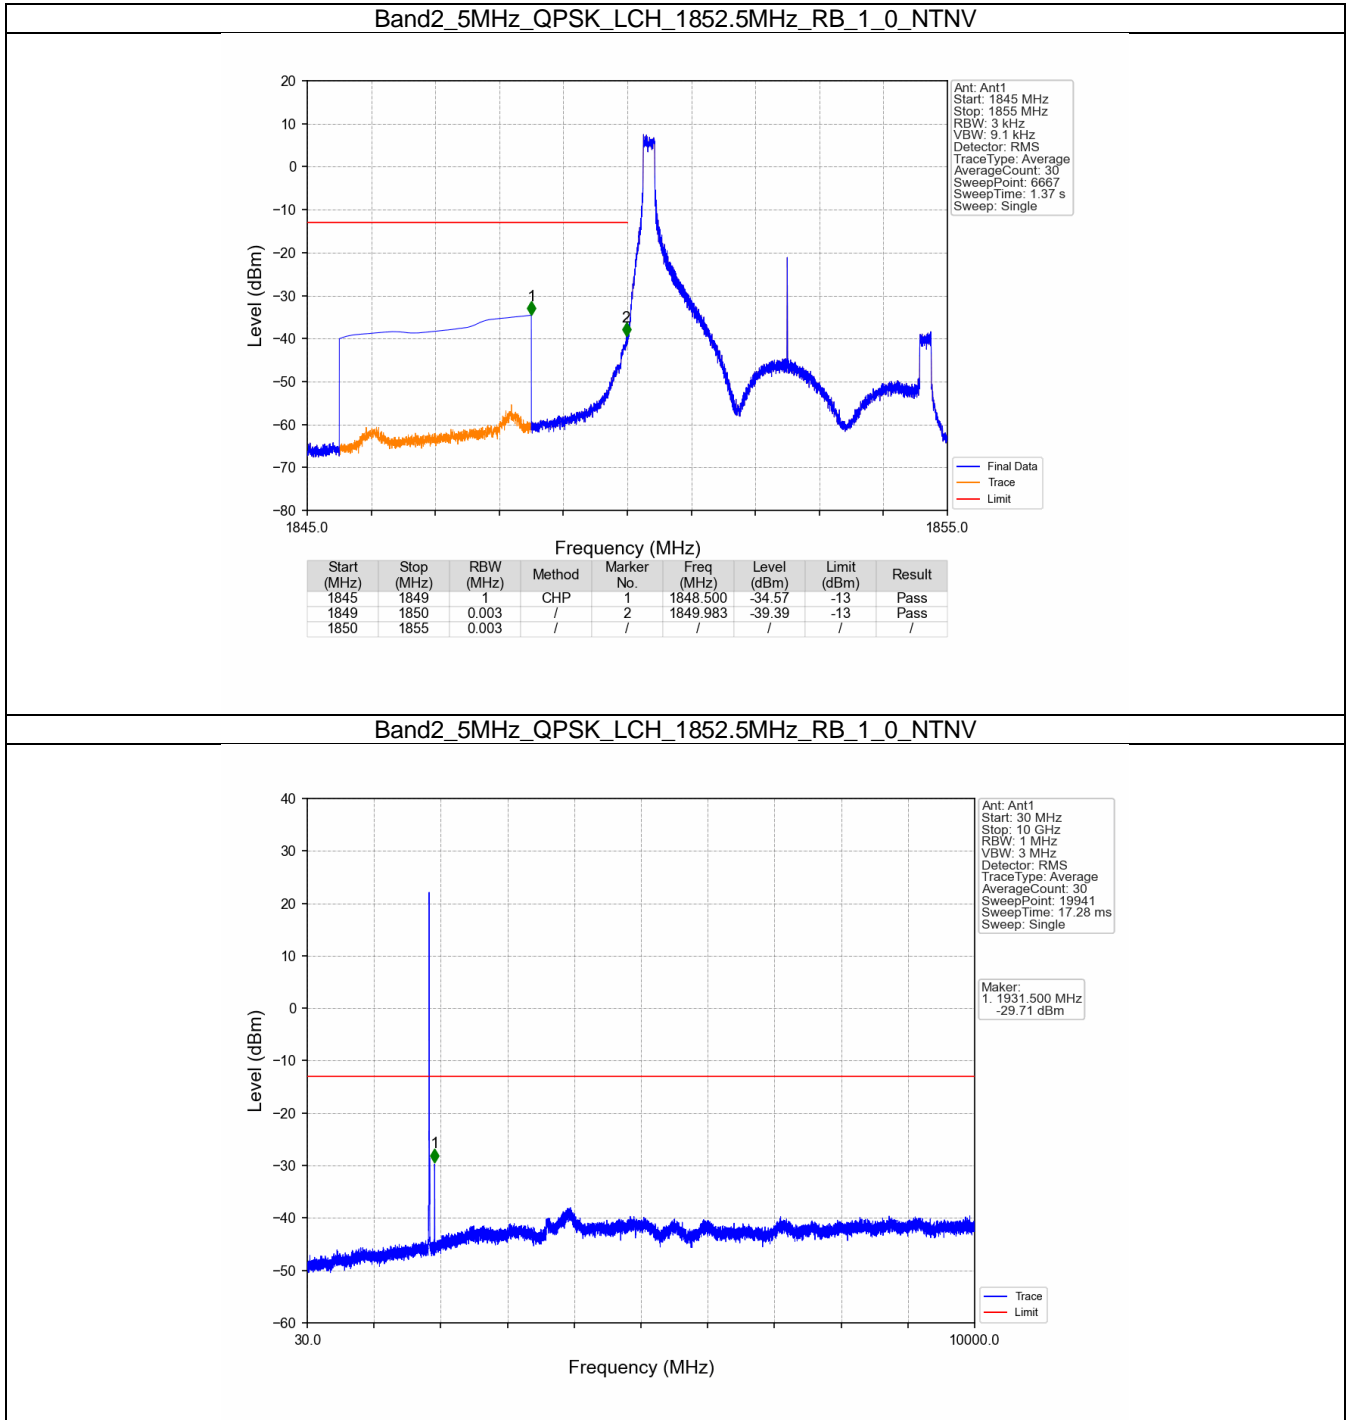 Band2_5MHz_QPSK_LCH_1852.5MHz_RB_1_0_NTNV
20
10
0
−10
−20
−30
−40
−50
−60
−70
−80
Level (dBm)
1
2
1845.0
1855.0
Frequency (MHz)
Ant: Ant1
Start: 1845 MHz
Stop: 1855 MHz
RBW: 3 kHz
VBW: 9.1 kHz
Detector: RMS
TraceType: Average
AverageCount: 30
SweepPoint: 6667
SweepTime: 1.37 s
Sweep: Single
Final Data
Trace
Limit
Start (MHz) Stop (MHz) RBW (MHz) Method Marker No. Freq (MHz) Level (dBm) Limit (dBm) Result
1845 1849 1 CHP 1 1848.500 -34.57 -13 Pass
1849 1850 0.003 / 2 1849.983 -39.39 -13 Pass
1850 1855 0.003 / / / / / /
Band2_5MHz_QPSK_LCH_1852.5MHz_RB_1_0_NTNV
40
30
20
10
0
−10
−20
−30
−40
−50
−60
Level (dBm)
1
30.0
10000.0
Frequency (MHz)
Ant: Ant1
Start: 30 MHz
Stop: 10 GHz
RBW: 1 MHz
VBW: 3 MHz
Detector: RMS
TraceType: Average
AverageCount: 30
SweepPoint: 19941
SweepTime: 17.28 ms
Sweep: Single
Maker:
1. 1931.500 MHz
-29.71 dBm
Trace
Limit